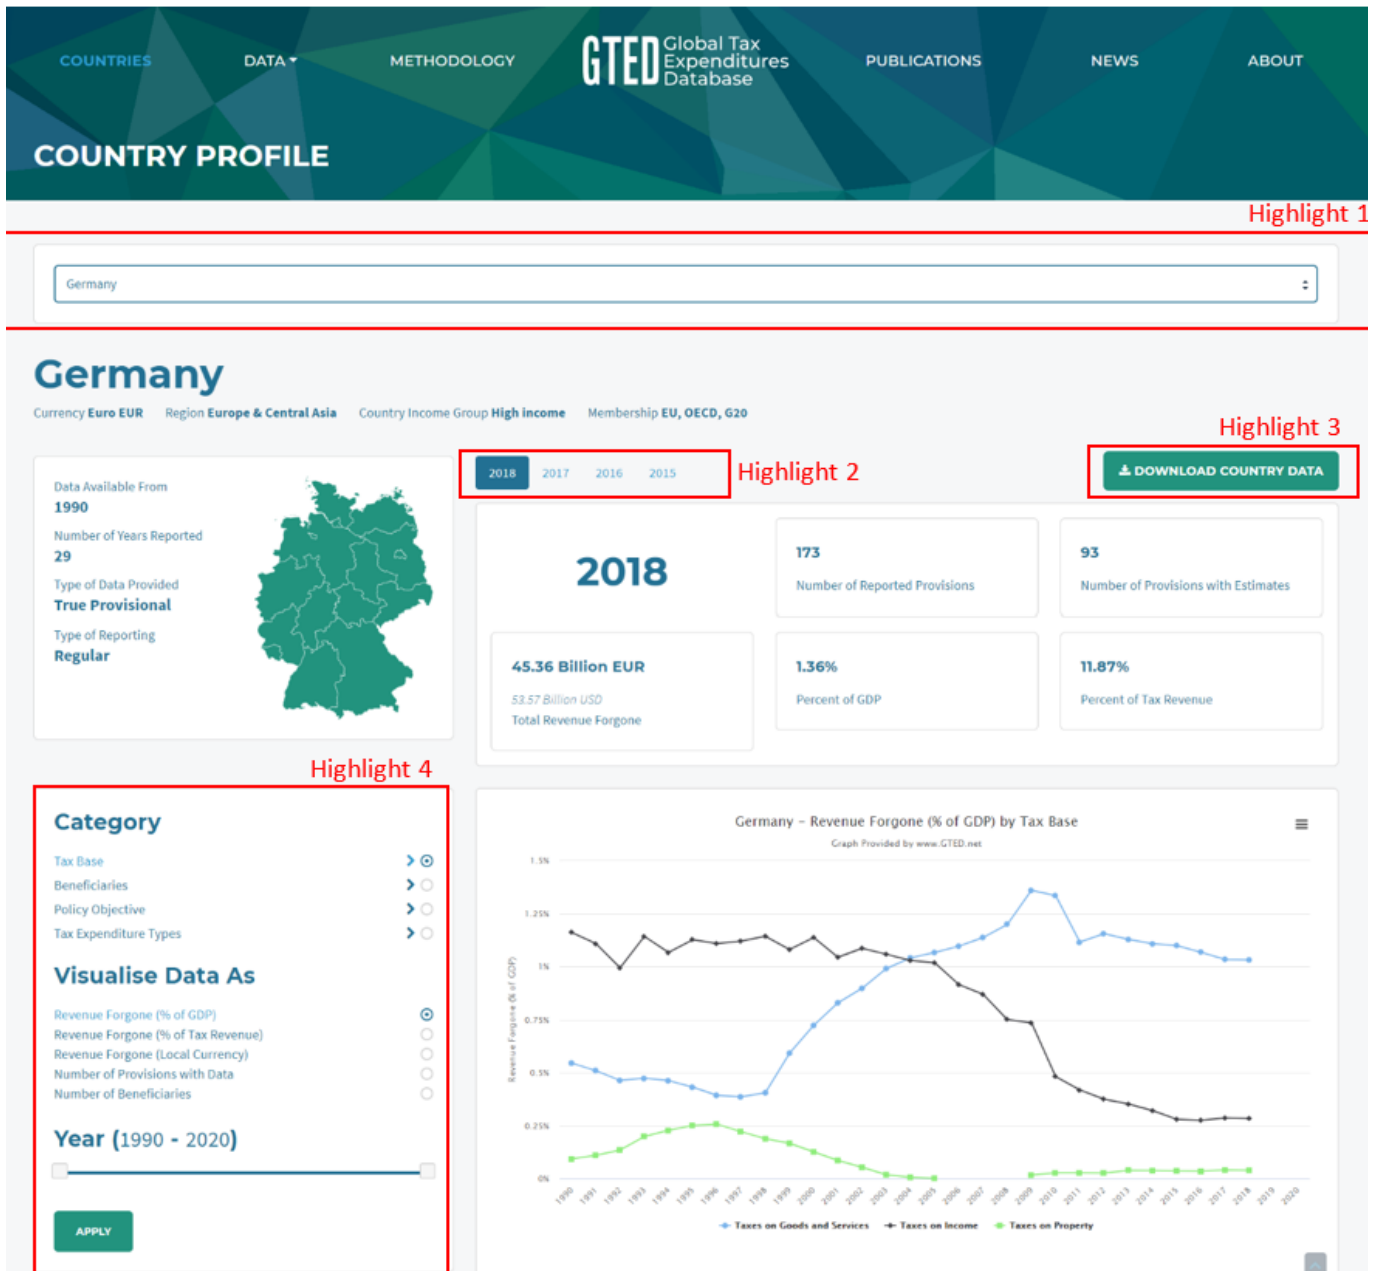 COUNTRIES
DATA
METHODOLOGY
GTED Global Tax
Expenditures
Database
PUBLICATIONS
NEWS
ABOUT
COUNTRY PROFILE
Highlight 1
Germany
Germany
Currency Euro EUR Region Europe & Central Asia Country Income Group High income Membership EU, OECD, G20
Highlight 3
2018 2017 2016 2015
Highlight 2
DOWNLOAD COUNTRY DATA
Data Available From
1990
Number of Years Reported
29
Type of Data Provided
True Provisional
Type of Reporting
Regular
2018
173
Number of Reported Provisions
93
Number of Provisions with Estimates
45.36 Billion EUR
53.57 Billion USD
Total Revenue Forgone
1.36%
Percent of GDP
11.87%
Percent of Tax Revenue
Highlight 4
Category
Tax Base
Beneficiaries
Policy Objective
Tax Expenditure Types
Visualise Data As
Revenue Forgone (% of GDP)
Revenue Forgone (% of Tax Revenue)
Revenue Forgone (Local Currency)
Number of Provisions with Data
Number of Beneficiaries
Year (1990 - 2020)
APPLY
Germany – Revenue Forgone (% of GDP) by Tax Base
Graph Provided by www.GTED.net
Revenue Forgone (% of GDP)
1.5%
1.25%
1%
0.75%
0.5%
0.25%
0%
1990 1991 1992 1993 1994 1995 1996 1997 1998 1999 2000 2001 2002 2003 2004 2005 2006 2007 2008 2009 2010 2011 2012 2013 2014 2015 2016 2017 2018 2019 2020
Taxes on Goods and Services Taxes on Income Taxes on Property